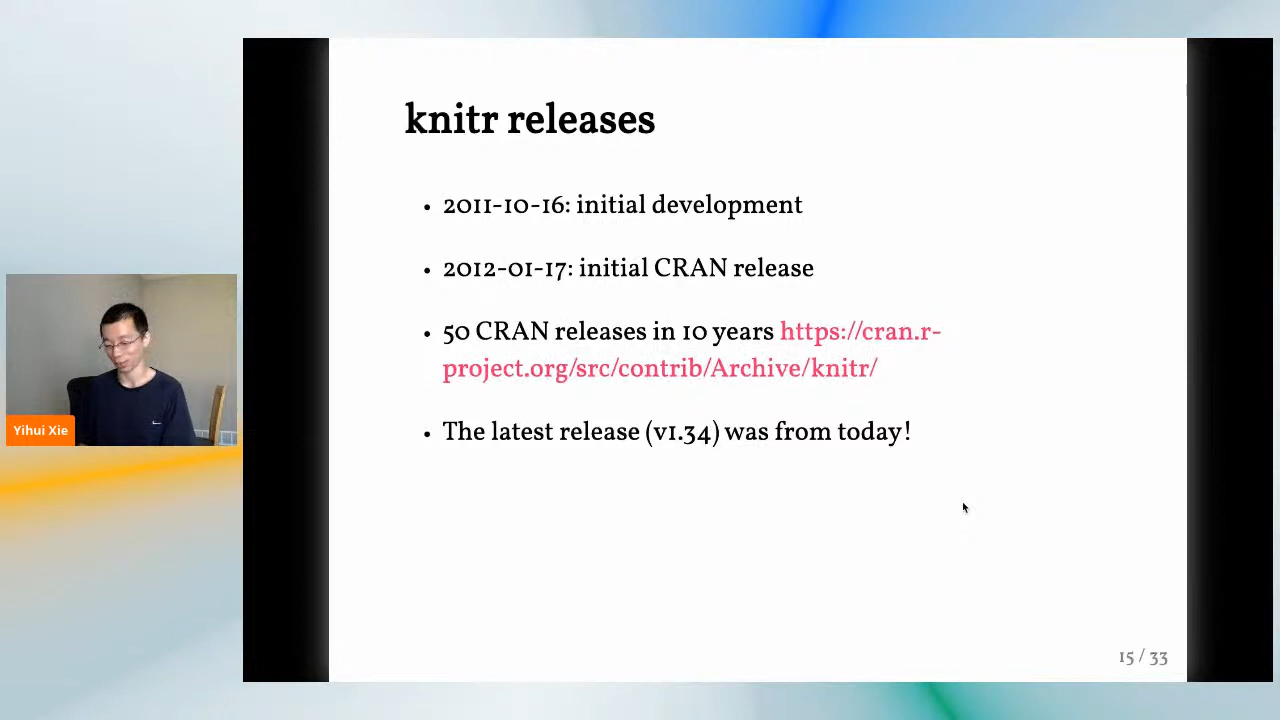 knitr releases
• 2011-10-16: initial development
• 2012-01-17: initial CRAN release
• 50 CRAN releases in 10 years https://cran.r-
project.org/src/contrib/Archive/knitr/
• The latest release (v1.34) was from today!
Yihui Xie
15 / 33